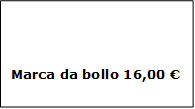 Marca da bollo 16,00 €